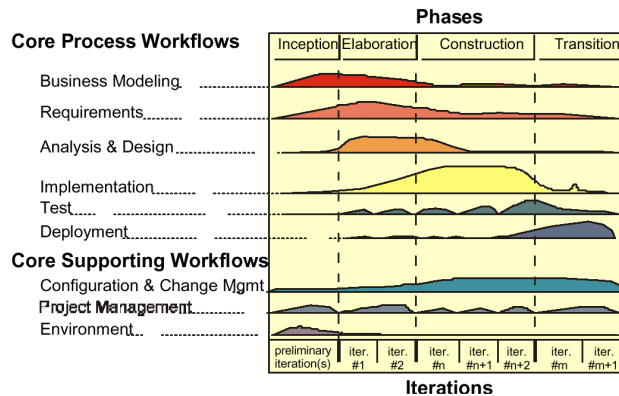 Phases
Core Process Workflows
Inception Elaboration Construction Transition
Business Modeling
Requirements
Analysis & Design
Implementation
Test
Deployment
Core Supporting Workflows
Configuration & Change Mgmt
Project Management
Environment
preliminary iteration(s)
iter. #1
iter. #2
iter. #n
iter. #n+1
iter. #n+2
iter. #m
iter. #m+1
Iterations